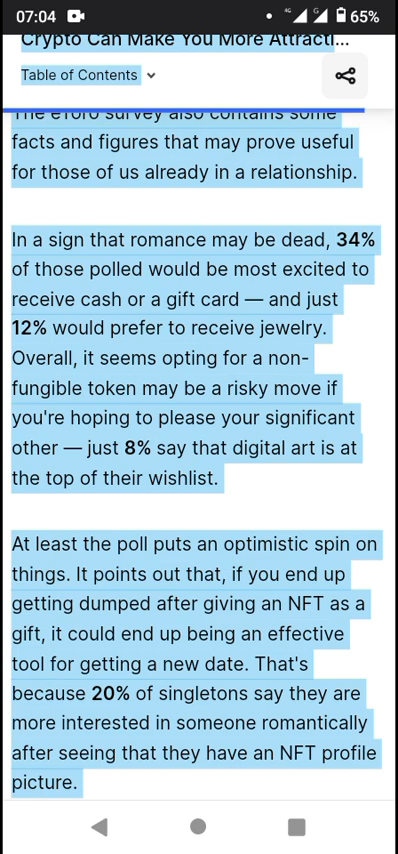 07:04
4G
G
65%
Crypto Can Make You More Attracti...
Table of Contents
The eToro survey also contains some
facts and figures that may prove useful
for those of us already in a relationship.
In a sign that romance may be dead, 34%
of those polled would be most excited to
receive cash or a gift card — and just
12% would prefer to receive jewelry.
Overall, it seems opting for a non-
fungible token may be a risky move if
you're hoping to please your significant
other — just 8% say that digital art is at
the top of their wishlist.
At least the poll puts an optimistic spin on
things. It points out that, if you end up
getting dumped after giving an NFT as a
gift, it could end up being an effective
tool for getting a new date. That's
because 20% of singletons say they are
more interested in someone romantically
after seeing that they have an NFT profile
picture.